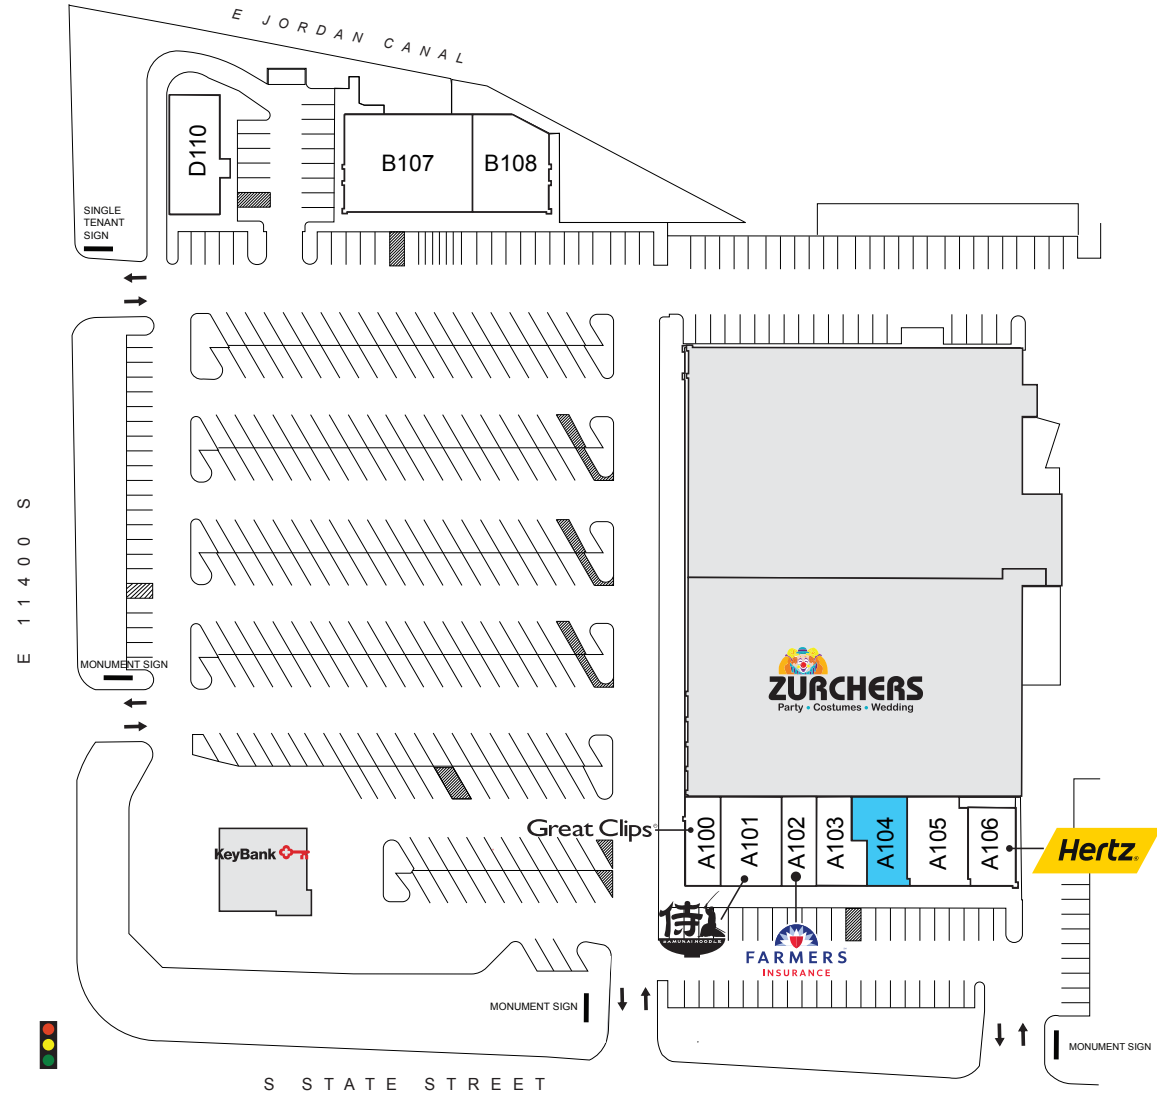 E JORDAN CANAL
D110
B107
B108
SINGLE
TENANT
SIGN
E 11400 S
MONUMENT SIGN
ZURCHERS
Party • Costumes • Wedding
Great Clips
A100
A101
A102
A103
A104
A105
A106
Hertz
KeyBank
侍
SAMURAI NOODLE
FARMERS
INSURANCE
MONUMENT SIGN
MONUMENT SIGN
S STATE STREET